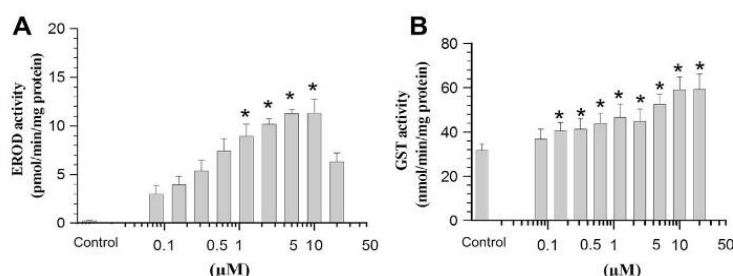 A
EROD activity
(pmol/min/mg protein)
20
15
10
5
0
* * * *
Control 0.1 0.5 1 5 10 50
(µM)
B
GST activity
(nmol/min/mg protein)
80
60
40
20
0
* * * * * * * *
Control 0.1 0.5 1 5 10 50
(µM)